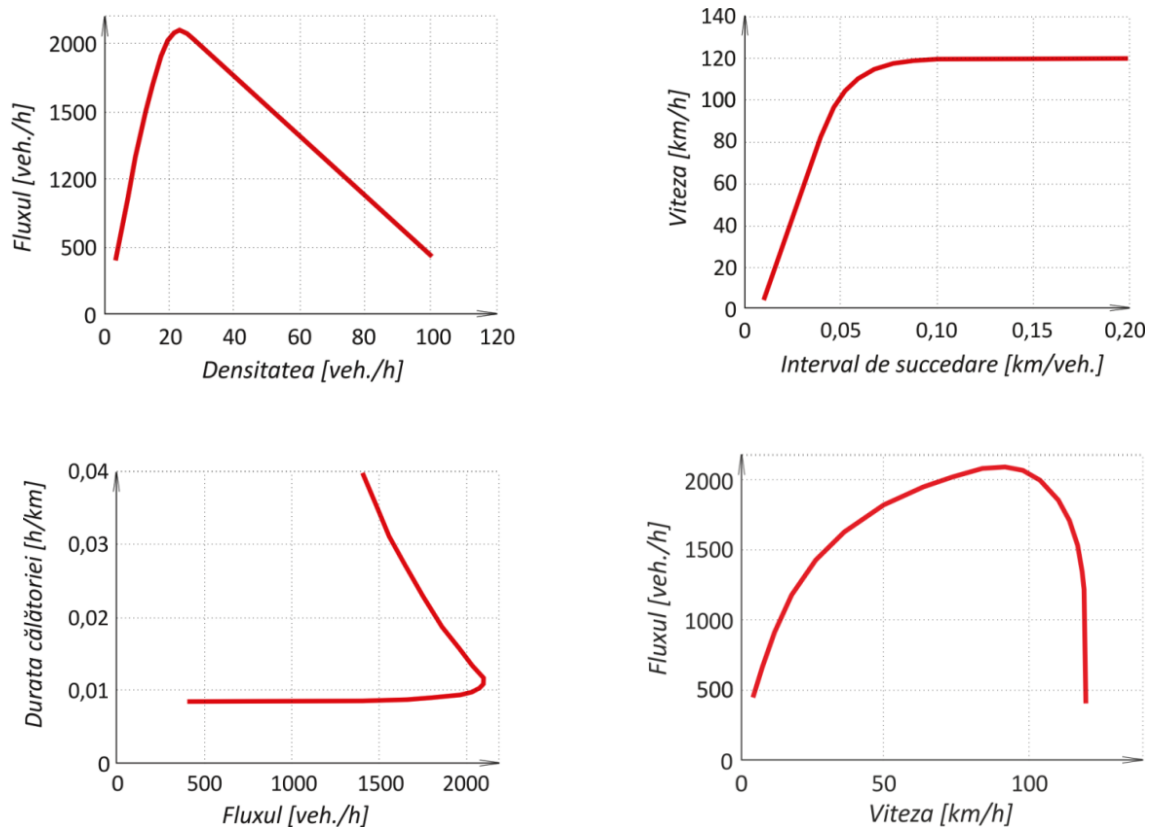 Fluxul [veh./h]
2000
1500
1200
500
0
0 20 40 60 80 100 120
Densitatea [veh./h]
Viteza [km/h]
140
120
100
80
60
40
20
0
0 0,05 0,10 0,15 0,20
Interval de succedare [km/veh.]
Durata călătoriei [h/km]
0,04
0,03
0,02
0,01
0
0 500 1000 1500 2000
Fluxul [veh./h]
Fluxul [veh./h]
2000
1500
1000
500
0
0 50 100
Viteza [km/h]